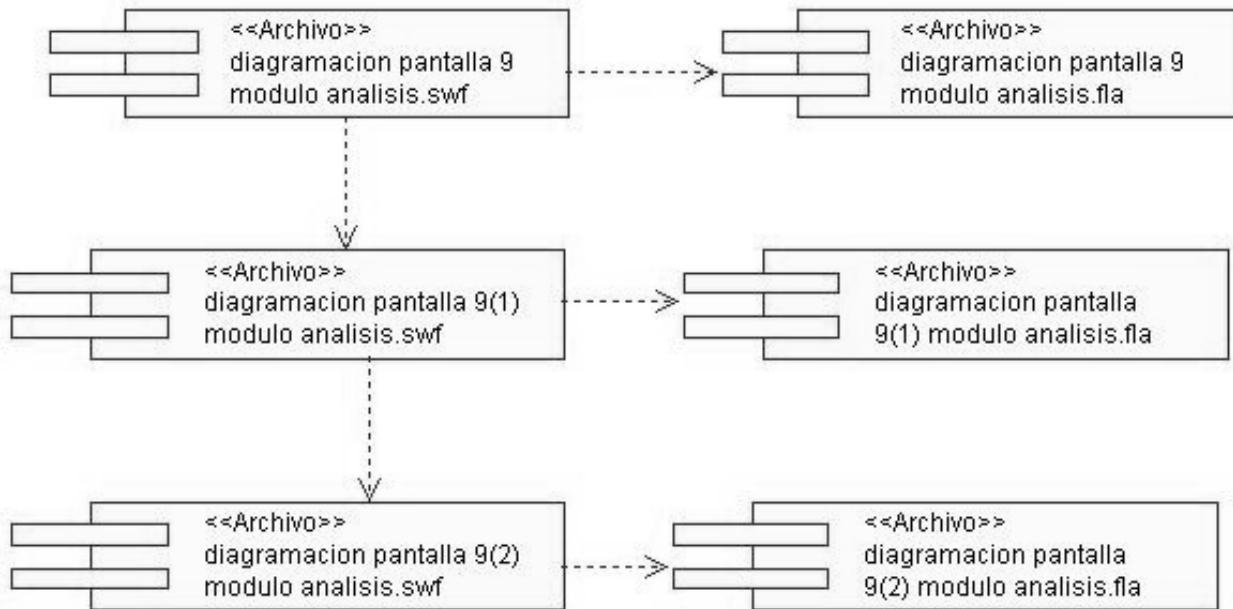 <<Archivo>>
diagramacion pantalla 9
modulo analisis.swf
<<Archivo>>
diagramacion pantalla 9
modulo analisis.fla
<<Archivo>>
diagramacion pantalla 9(1)
modulo analisis.swf
<<Archivo>>
diagramacion pantalla
9(1) modulo analisis.fla
<<Archivo>>
diagramacion pantalla 9(2)
modulo analisis.swf
<<Archivo>>
diagramacion pantalla
9(2) modulo analisis.fla